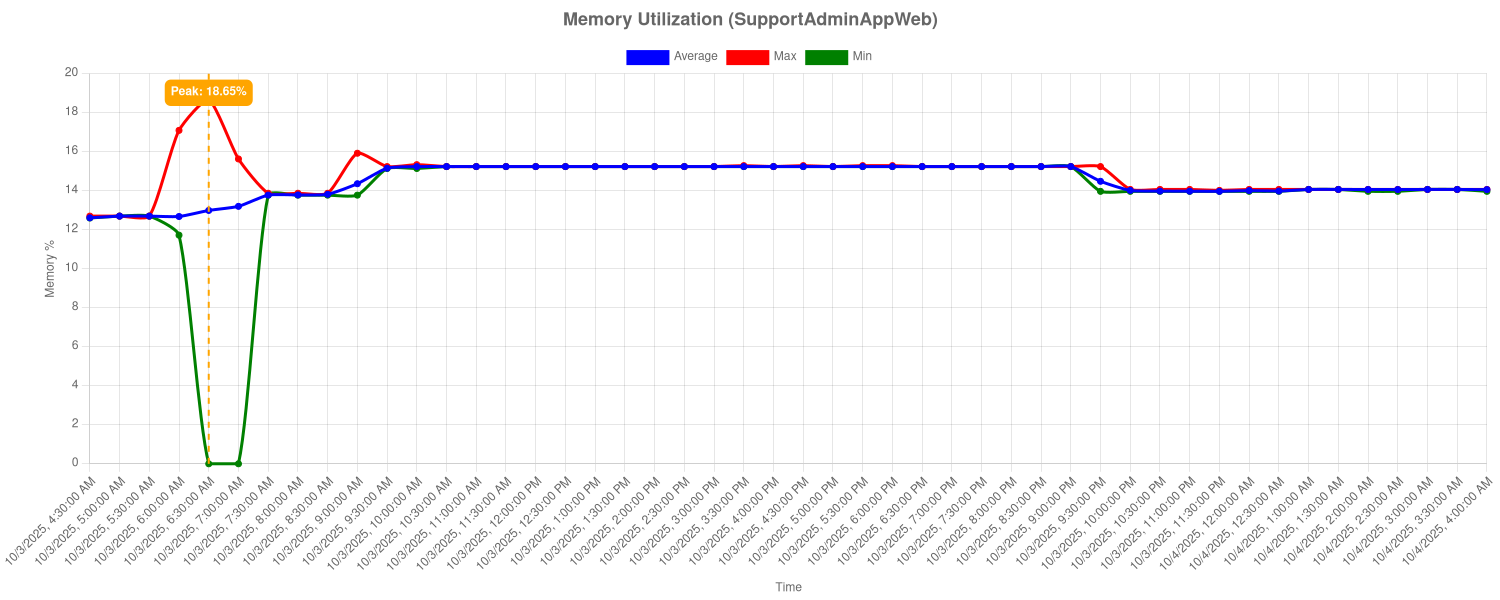 Memory Utilization (SupportAdminAppWeb)
Average Max Min
Peak: 18.65%
Memory %
20
18
16
14
12
10
8
6
4
2
0
10/3/2025, 4:30:00 AM
10/3/2025, 5:00:00 AM
10/3/2025, 5:30:00 AM
10/3/2025, 6:00:00 AM
10/3/2025, 6:30:00 AM
10/3/2025, 7:00:00 AM
10/3/2025, 7:30:00 AM
10/3/2025, 8:00:00 AM
10/3/2025, 8:30:00 AM
10/3/2025, 9:00:00 AM
10/3/2025, 9:30:00 AM
10/3/2025, 10:00:00 AM
10/3/2025, 10:30:00 AM
10/3/2025, 11:00:00 AM
10/3/2025, 11:30:00 AM
10/3/2025, 12:00:00 PM
10/3/2025, 12:30:00 PM
10/3/2025, 1:00:00 PM
10/3/2025, 1:30:00 PM
10/3/2025, 2:00:00 PM
10/3/2025, 2:30:00 PM
10/3/2025, 3:00:00 PM
10/3/2025, 3:30:00 PM
10/3/2025, 4:00:00 PM
10/3/2025, 4:30:00 PM
10/3/2025, 5:00:00 PM
10/3/2025, 5:30:00 PM
10/3/2025, 6:00:00 PM
10/3/2025, 6:30:00 PM
10/3/2025, 7:00:00 PM
10/3/2025, 7:30:00 PM
10/3/2025, 8:00:00 PM
10/3/2025, 8:30:00 PM
10/3/2025, 9:00:00 PM
10/3/2025, 9:30:00 PM
10/3/2025, 10:00:00 PM
10/3/2025, 10:30:00 PM
10/3/2025, 11:00:00 PM
10/3/2025, 11:30:00 PM
10/4/2025, 12:00:00 AM
10/4/2025, 12:30:00 AM
10/4/2025, 1:00:00 AM
10/4/2025, 1:30:00 AM
10/4/2025, 2:00:00 AM
10/4/2025, 2:30:00 AM
10/4/2025, 3:00:00 AM
10/4/2025, 3:30:00 AM
10/4/2025, 4:00:00 AM
Time